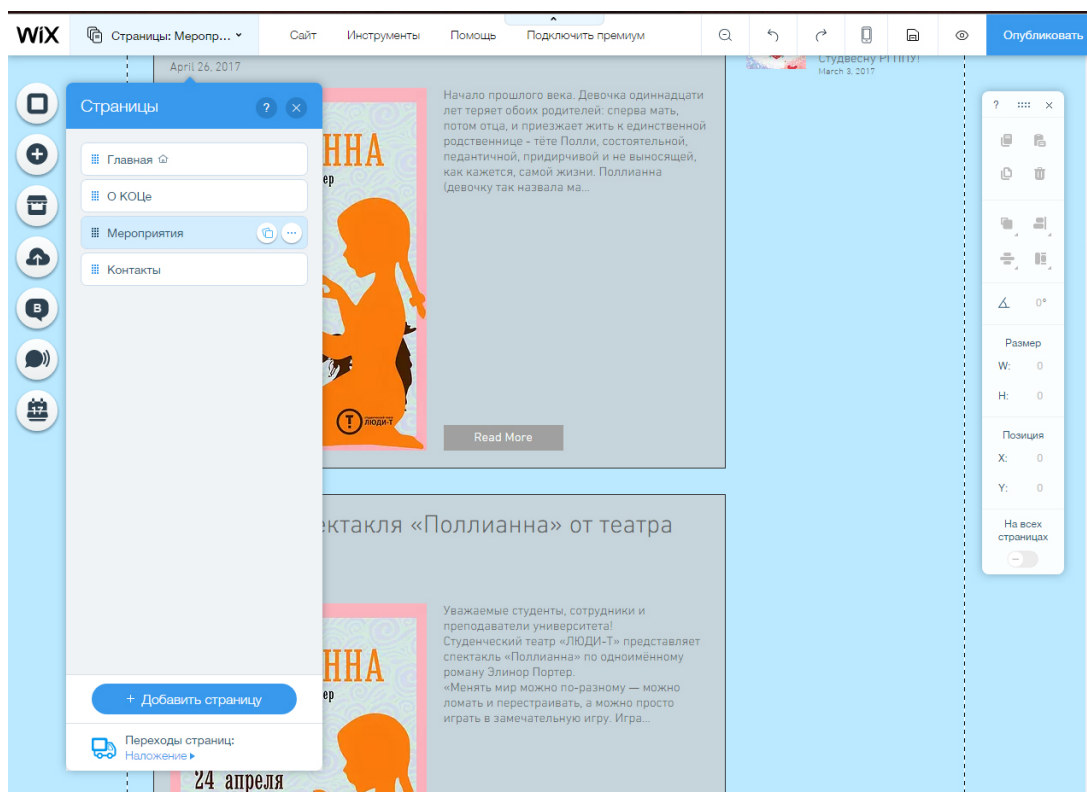 WiX
Страницы: Меропр...
Сайт
Инструменты
Помощь
Подключить премиум
Опубликовать
April 26, 2017
Студвесну РГППУ!
March 3, 2017
Страницы
?
Главная
О КОЦе
Мероприятия
Контакты
+ Добавить страницу
Переходы страниц:
Наложение
B
17
ННА
ер
Т
ЛЮДИ-Т
Начало прошлого века. Девочка одиннадцати
лет теряет обоих родителей: сперва мать,
потом отца, и приезжает жить к единственной
родственнице - тёте Полли, состоятельной,
педантичной, придирчивой и не выносящей,
как кажется, самой жизни. Поллианна
(девочку так назвала ма...
Read More
ектакля «Поллианна» от театра
ННА
ер
24 апреля
Уважаемые студенты, сотрудники и
преподаватели университета!
Студенческий театр «ЛЮДИ-Т» представляет
спектакль «Поллианна» по одноимённому
роману Элинор Портер.
«Менять мир можно по-разному — можно
ломать и перестраивать, а можно просто
играть в замечательную игру. Игра...
?
0°
Размер
W: 0
H: 0
Позиция
X: 0
Y: 0
На всех
страницах